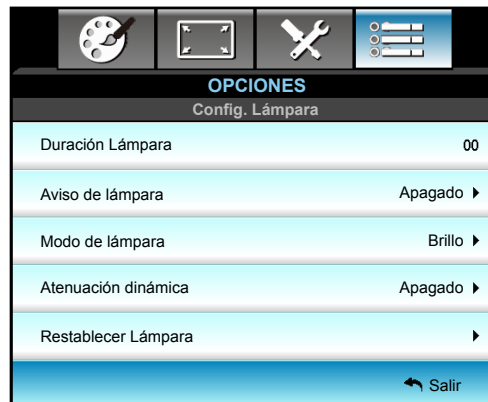 OPCIONES
Config. Lámpara
Duración Lámpara 00
Aviso de lámpara Apagado
Modo de lámpara Brillo
Atenuación dinámica Apagado
Restablecer Lámpara
Salir